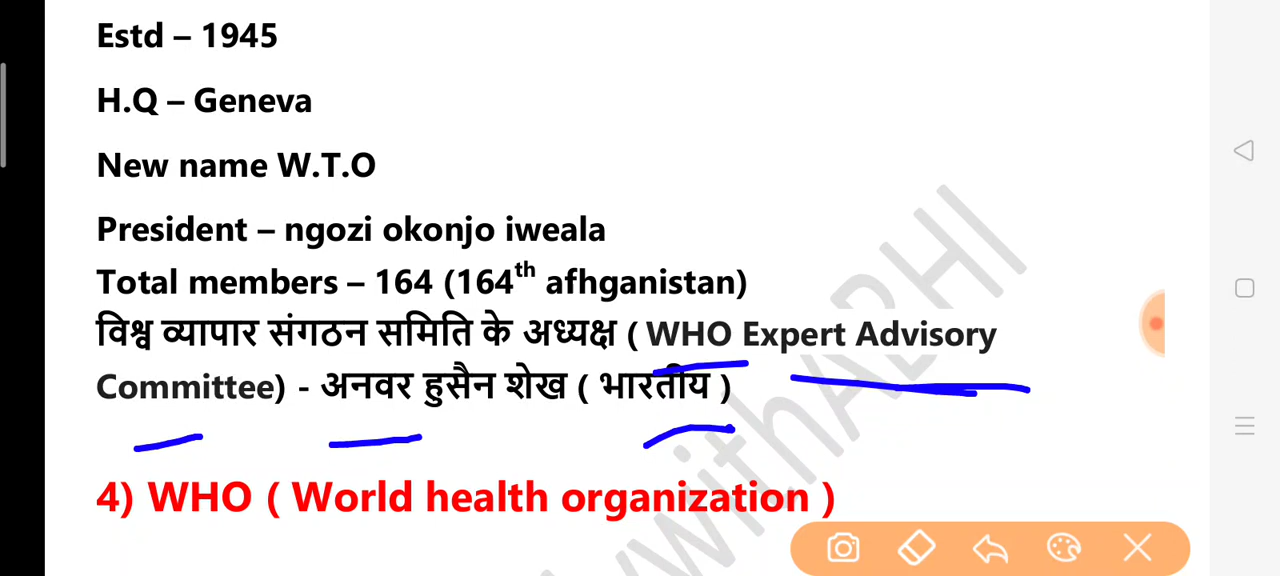 Estd – 1945
H.Q – Geneva
New name W.T.O
President – ngozi okonjo iweala
Total members – 164 (164th afhganistan)
विश्व व्यापार संगठन समिति के अध्यक्ष ( WHO Expert Advisory
Committee) - अनवर हुसैन शेख ( भारतीय )
4) WHO ( World health organization )
withABHI